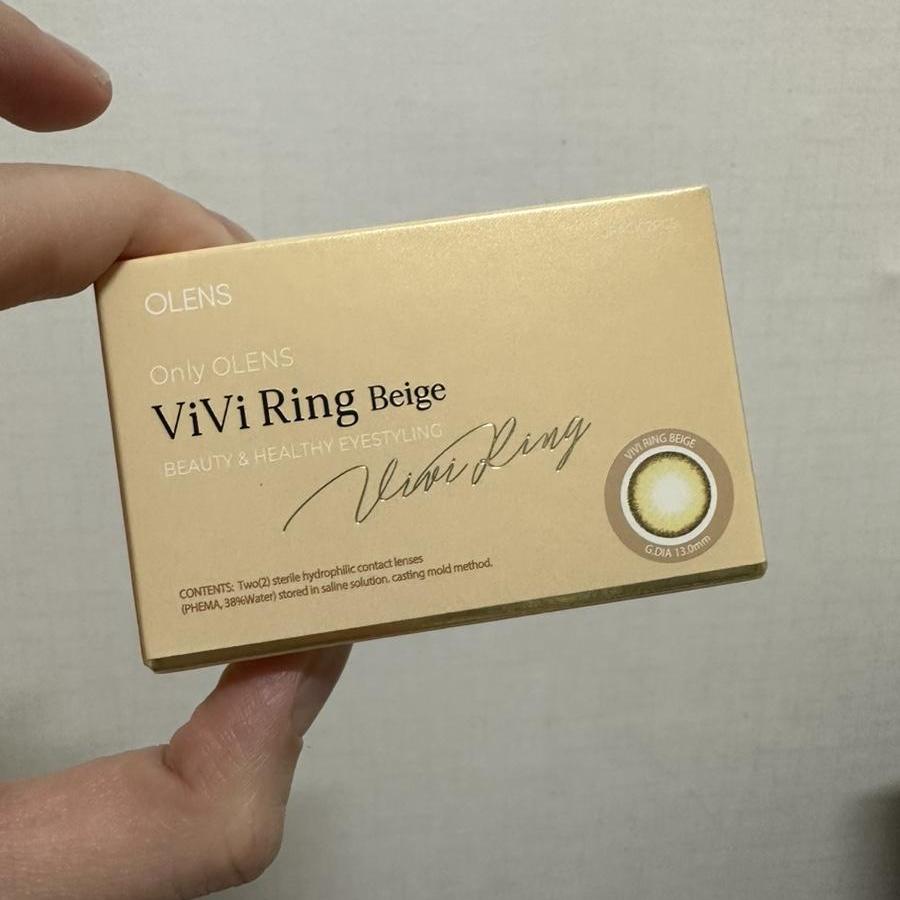 OLENS
Only OLENS
ViVi Ring Beige
BEAUTY & HEALTHY EYESTYLING
ViVi Ring
VIVI RING BEIGE
G.DIA 13.0mm
CONTENTS: Two(2) sterile hydrophilic contact lenses
(PHEMA, 38%Water) stored in saline solution, casting mold method.